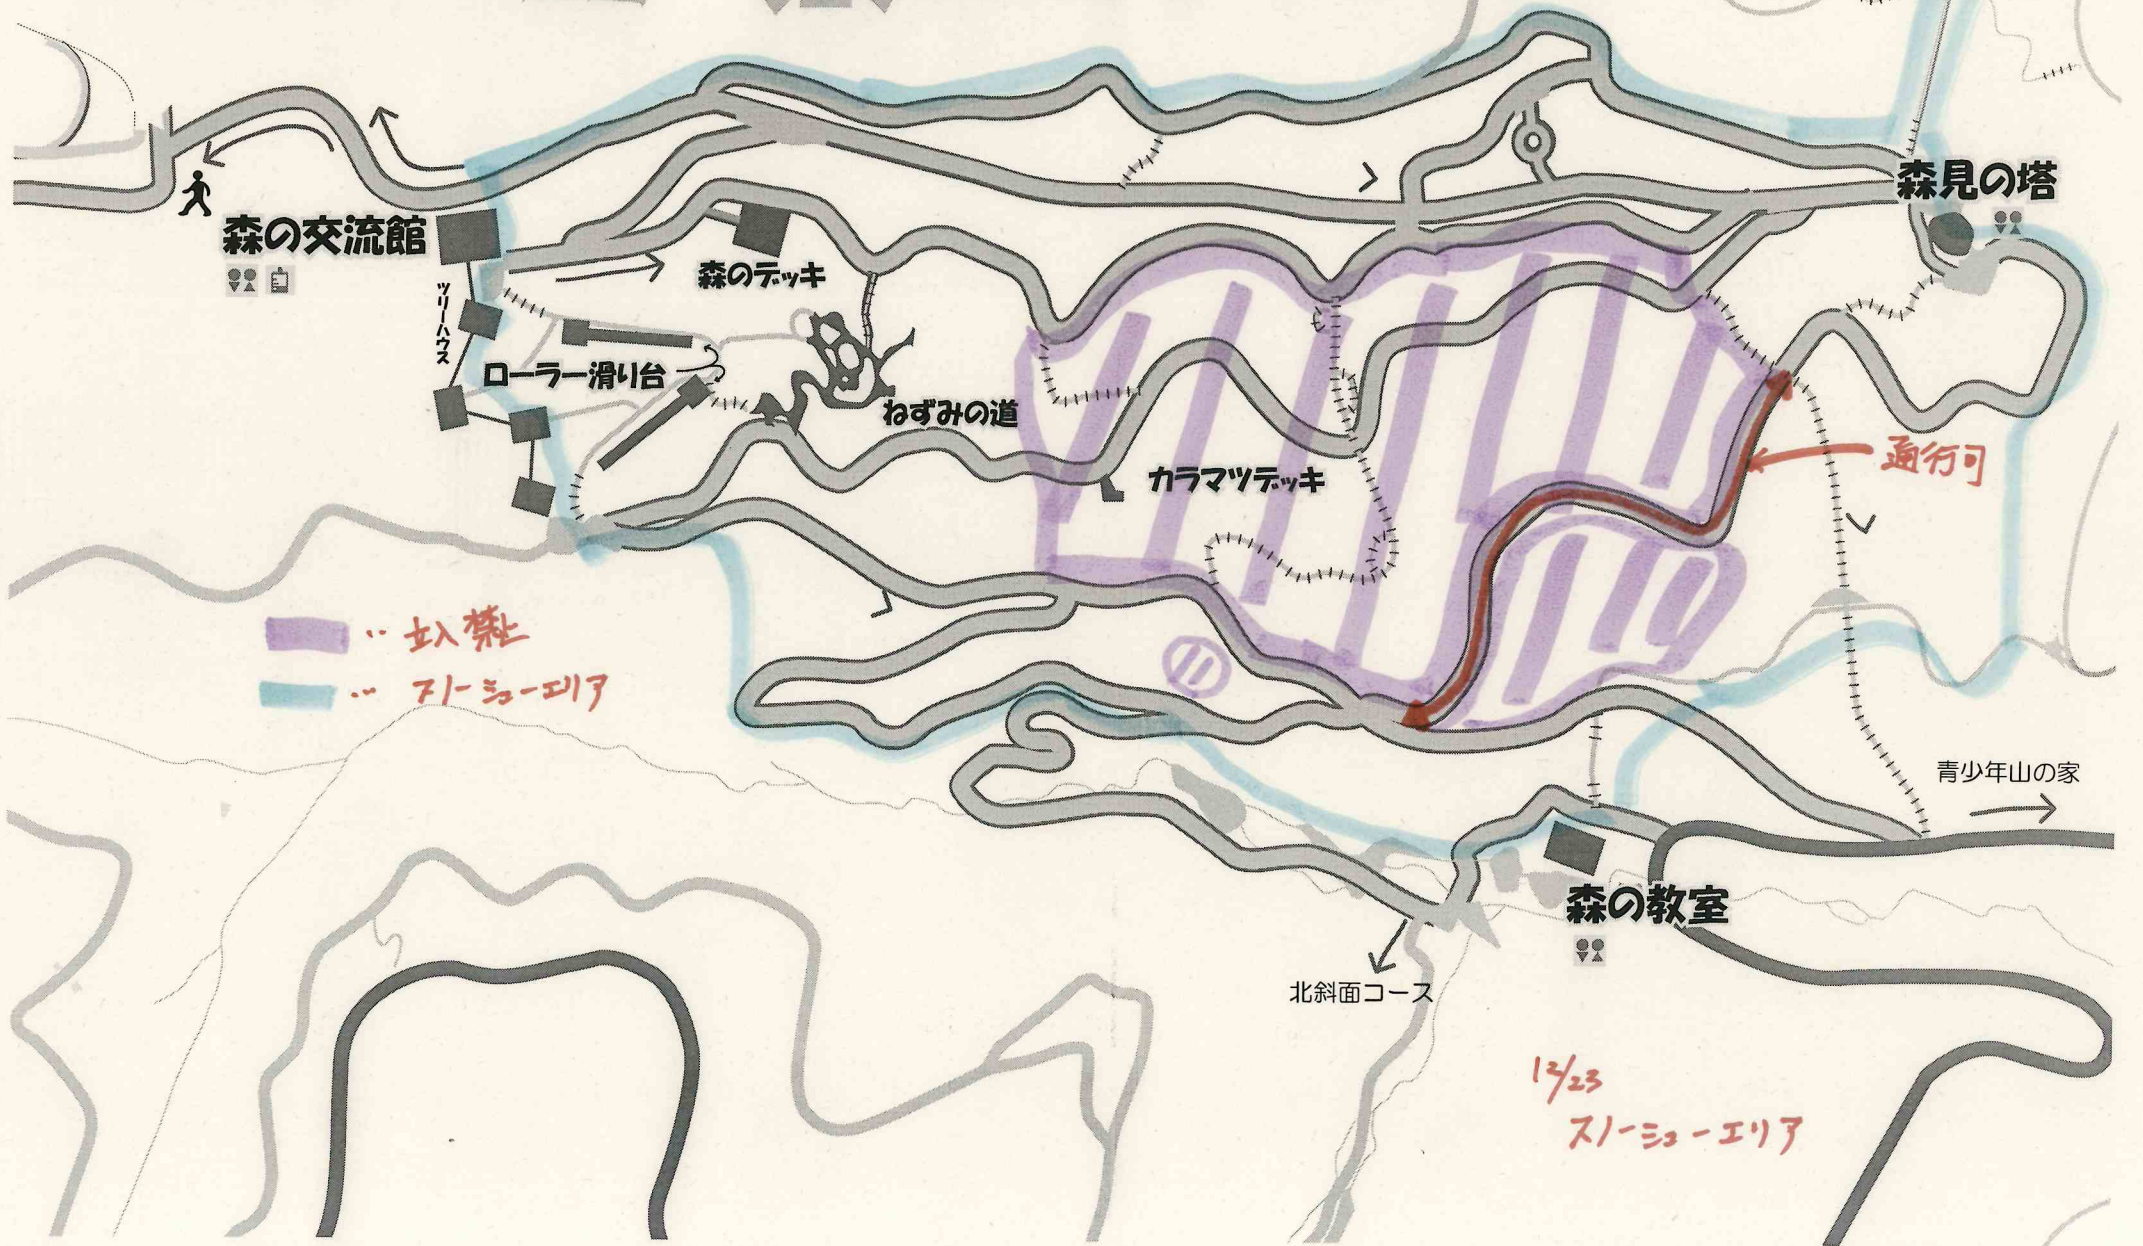 森見の塔
森の交流館
ツリーハウス
森のデッキ
ローラー滑り台
ねずみの道
カラマツデッキ
通行可
‥ 立入禁止
… スノーシューエリア
青少年山の家
森の教室
北斜面コース
12/23
スノーシューエリア